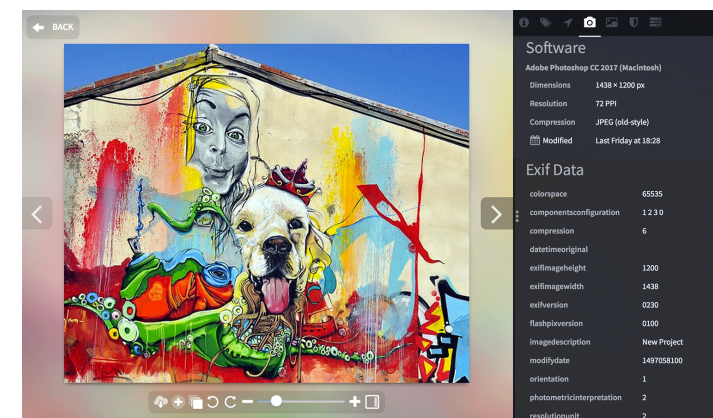 BACK
Software
Adobe Photoshop CC 2017 (Macintosh)
Dimensions 1438 × 1200 px
Resolution 72 PPI
Compression JPEG (old-style)
Modified Last Friday at 18:28
Exif Data
colorspace 65535
componentsconfiguration 1 2 3 0
compression 6
datetimeoriginal
exifimageheight 1200
exifimagewidth 1438
exifversion 0230
flashpixversion 0100
imagedescription New Project
modifydate 1497058100
orientation 1
photometricinterpretation 2
resolutionunit 2